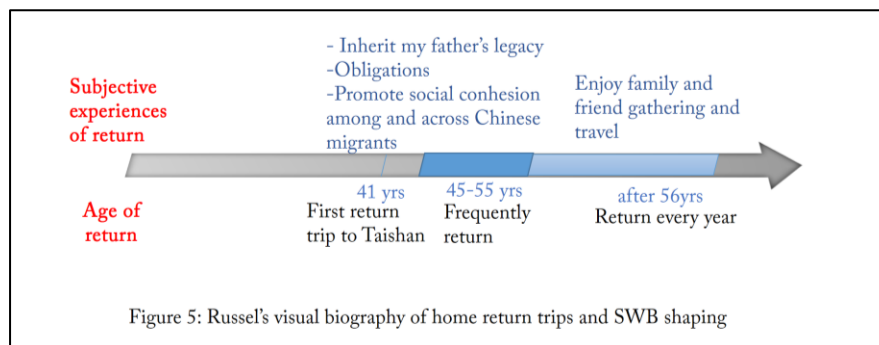 - Inherit my father's legacy
-Obligations
-Promote social conhesion
among and across Chinese
migrants
Subjective
experiences
of return
Enjoy family and
friend gathering and
travel
41 yrs
First return
trip to Taishan
45-55 yrs
Frequently
return
after 56yrs
Return every year
Age of
return
Figure 5: Russel's visual biography of home return trips and SWB shaping